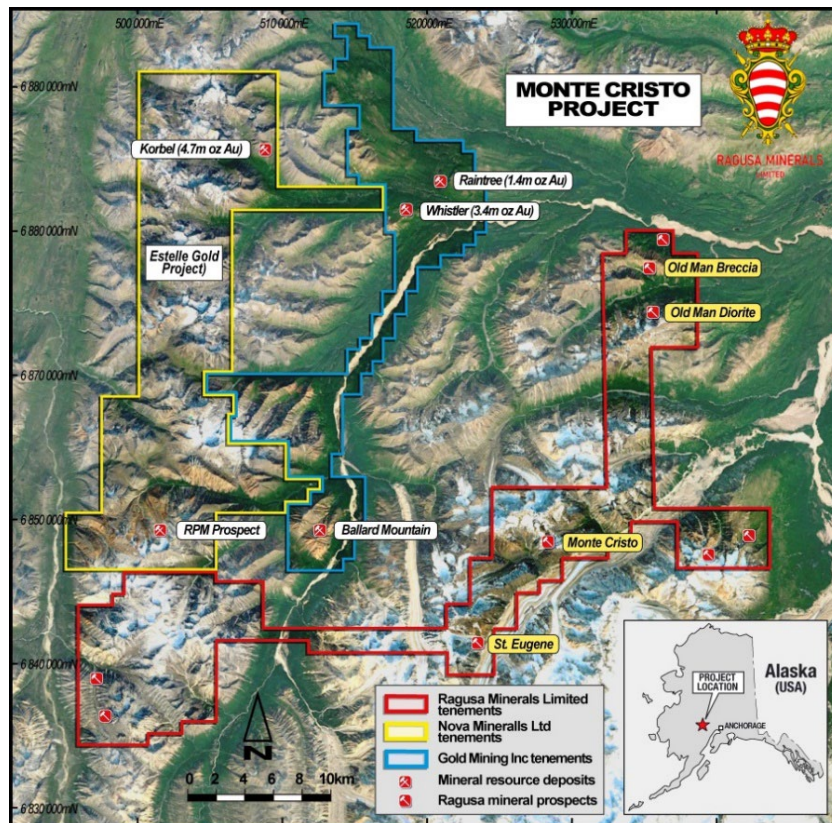 500 000mE
510 000mE
520000mE
530000mE
6 880 000mN
6 880 000mN
6 870 000mN
6 850 000mN
6 840 000mN
6 830 000mN
MONTE CRISTO
PROJECT
RAGUSA MINERALS
LIMITED
Korbel (4.7m oz Au)
Raintree (1.4m oz Au)
Whistler (3.4m oz Au)
Estelle Gold
Project)
Old Man Breccia
Old Man Diorite
RPM Prospect
Ballard Mountain
Monte Cristo
St. Eugene
N
0 2 4 6 8 10km
Ragusa Minerals Limited
tenements
Nova Mineralls Ltd
tenements
Gold Mining Inc tenements
Mineral resource deposits
Ragusa mineral prospects
PROJECT
LOCATION
Alaska
(USA)
ANCHORAGE